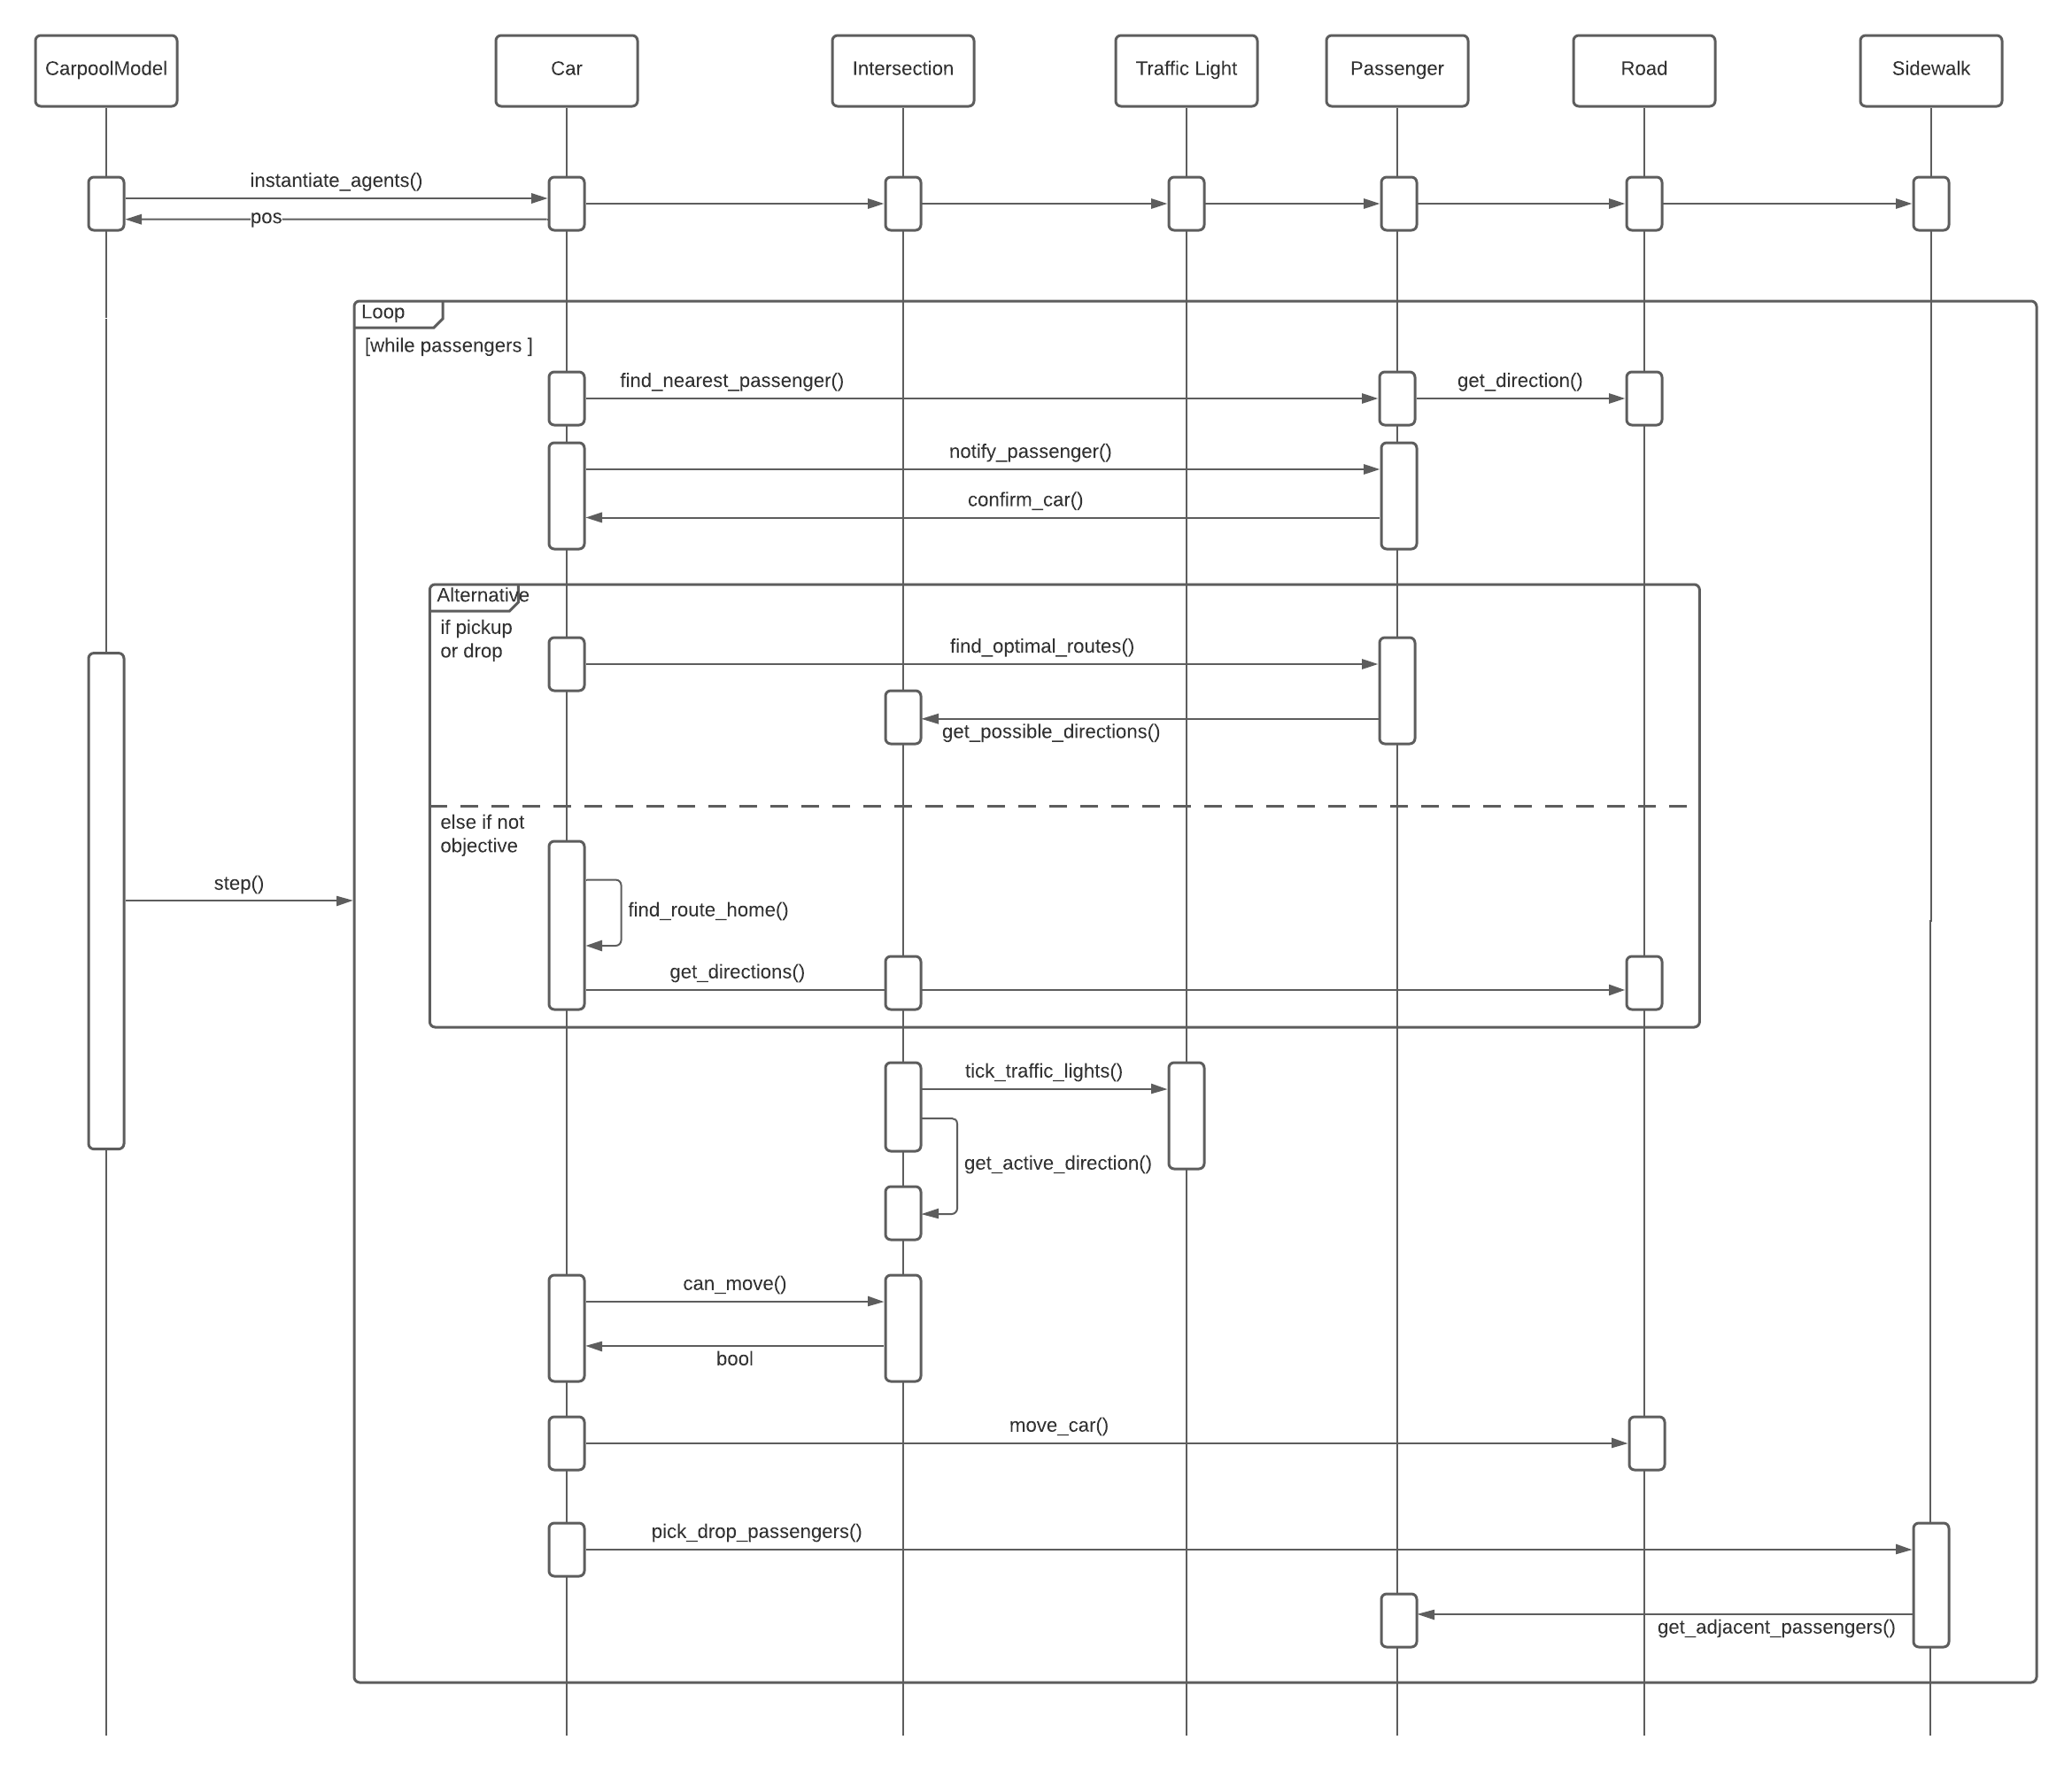 CarpoolModel
Car
Intersection
Traffic Light
Passenger
Road
Sidewalk
instantiate_agents()
pos
Loop
[while passengers ]
find_nearest_passenger()
get_direction()
notify_passenger()
confirm_car()
Alternative
if pickup
or drop
find_optimal_routes()
get_possible_directions()
else if not
objective
step()
find_route_home()
get_directions()
tick_traffic_lights()
get_active_direction()
can_move()
bool
move_car()
pick_drop_passengers()
get_adjacent_passengers()